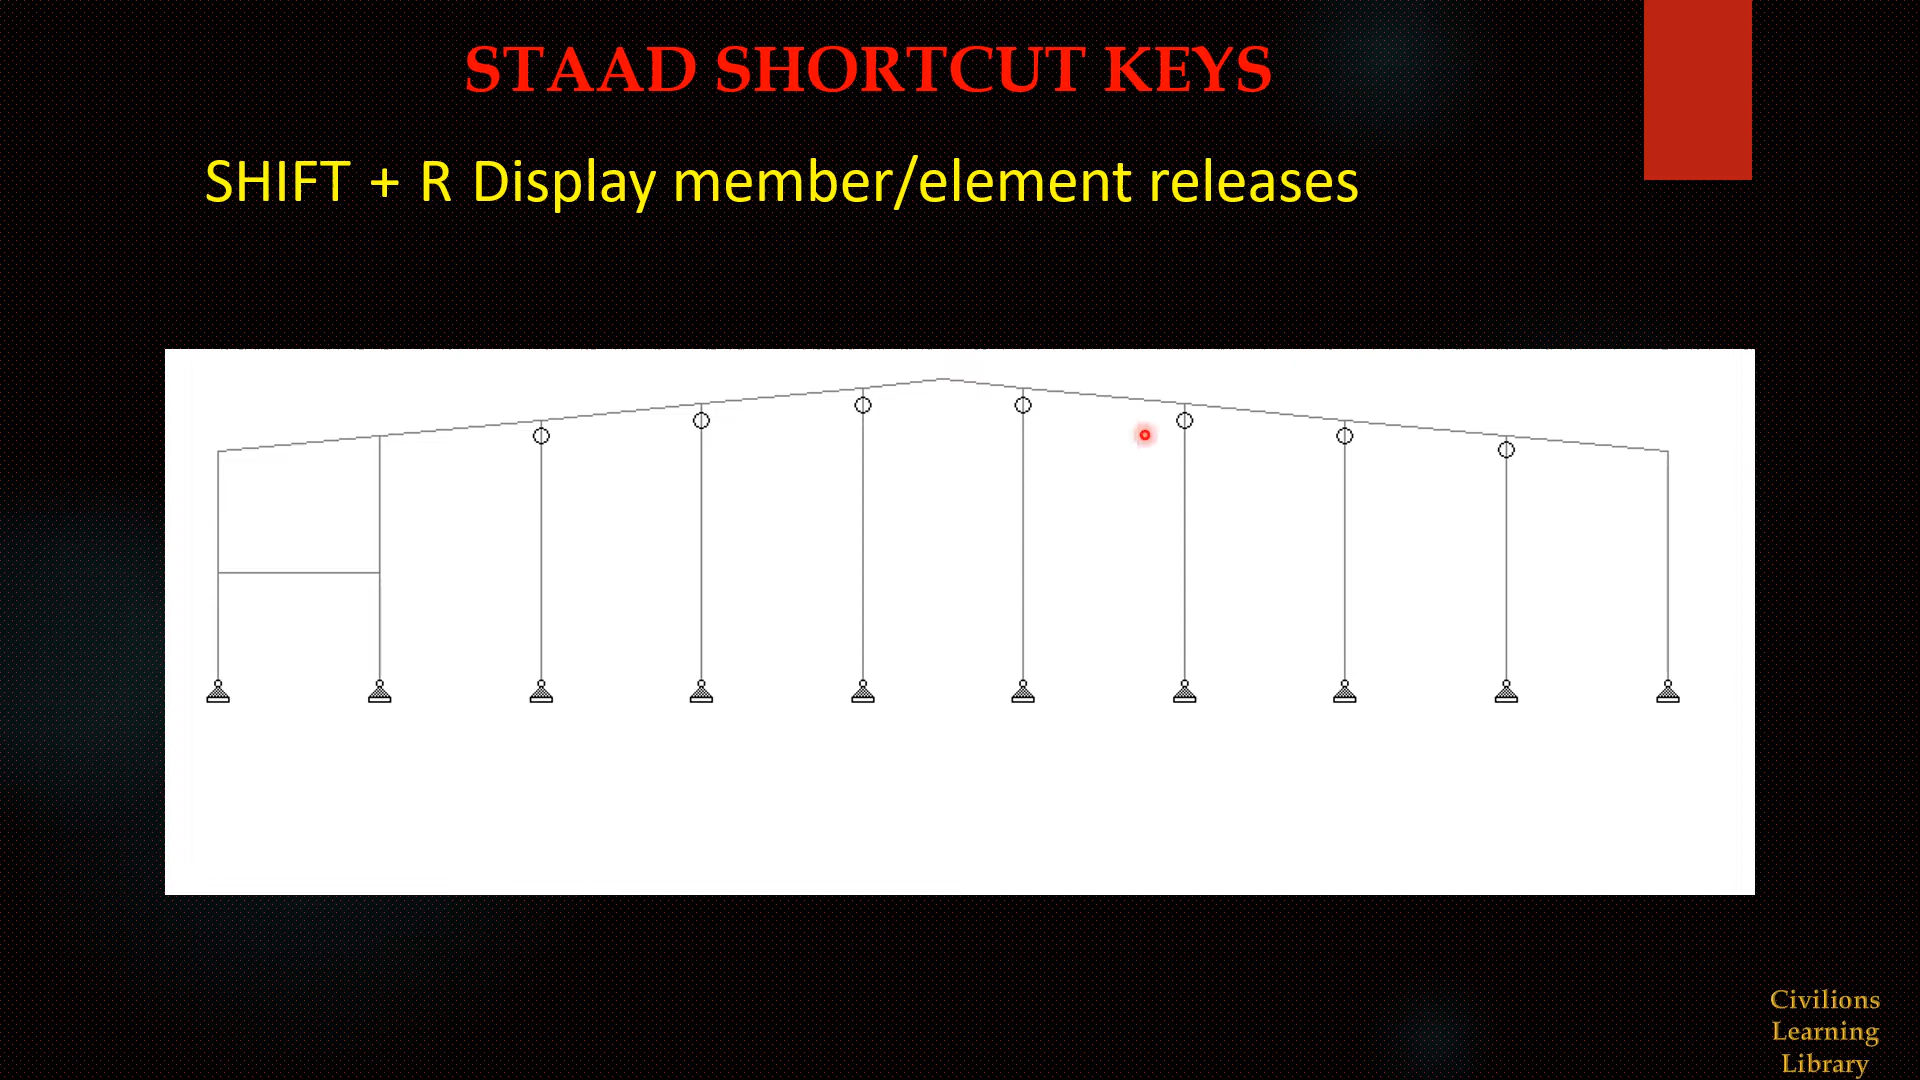 STAAD SHORTCUT KEYS
SHIFT + R Display member/element releases
Civilions
Learning
Library